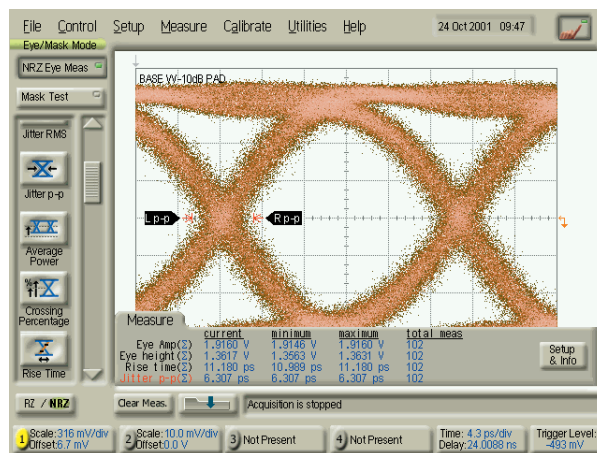 File Control Setup Measure Calibrate Utilities Help 24 Oct 2001 09:47
Eye/Mask Mode
NRZ Eye Meas
Mask Test
BASE W-10dB PAD
Jitter RMS
Jitter p-p
L p-p R p-p
Average
Power
Crossing
Percentage
Rise Time
Measure
current minimum maximum total meas
Eye Amp(Σ) 1.9160 V 1.9146 V 1.9160 V 102
Eye height(Σ) 1.3617 V 1.3563 V 1.3631 V 102
Rise time(Σ) 11.180 ps 10.989 ps 11.180 ps 102
Jitter p-p(Σ) 6.307 ps 6.307 ps 6.307 ps 102
Setup
& Info
RZ / NRZ
Clear Meas. Acquisition is stopped
1 Scale:316 mV/div
Offset:6.7 mV
2 Scale:10.0 mV/div
Offset:0.0 V
3 Not Present
4 Not Present
Time: 4.3 ps/div
Delay:24.0088 ns
Trigger Level:
-493 mV